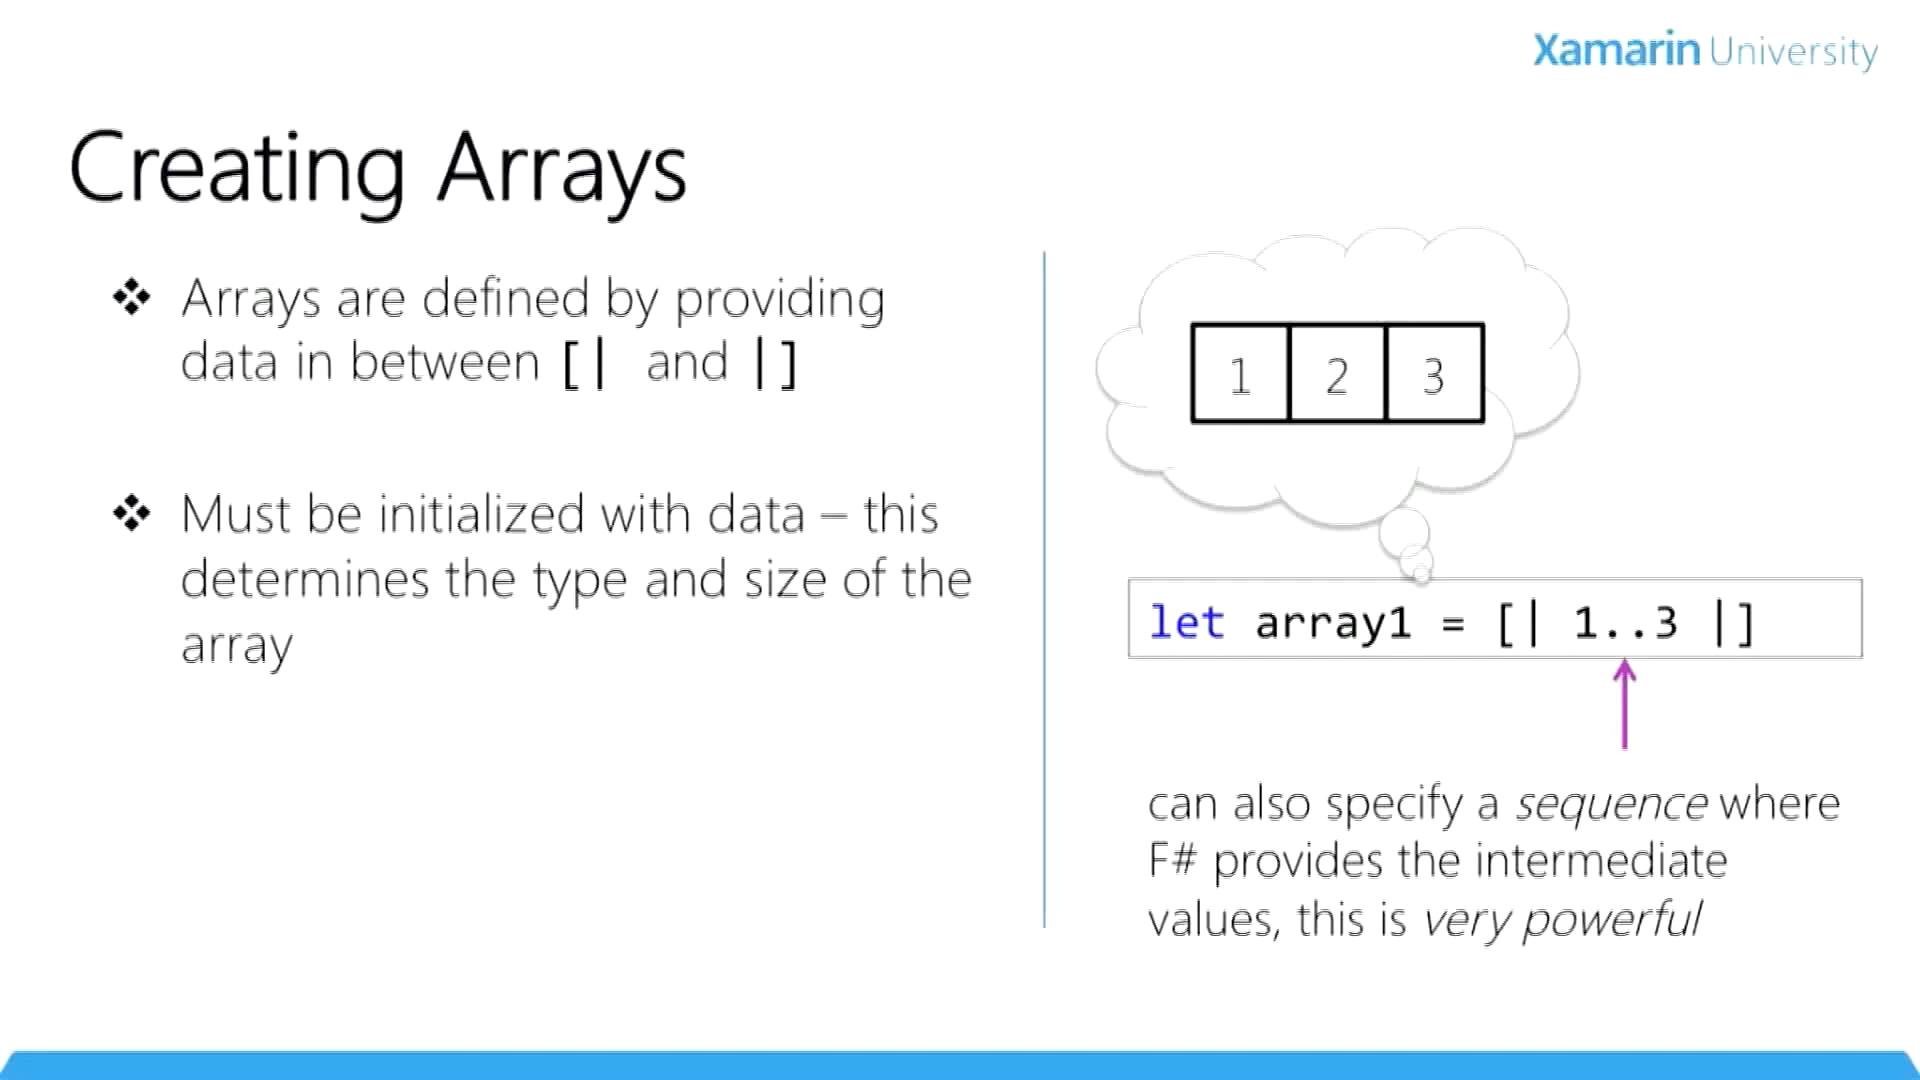 Xamarin University
Creating Arrays
❖ Arrays are defined by providing
data in between [| and |]
❖ Must be initialized with data – this
determines the type and size of the
array
1 2 3
let array1 = [| 1..3 |]
can also specify a sequence where
F# provides the intermediate
values, this is very powerful